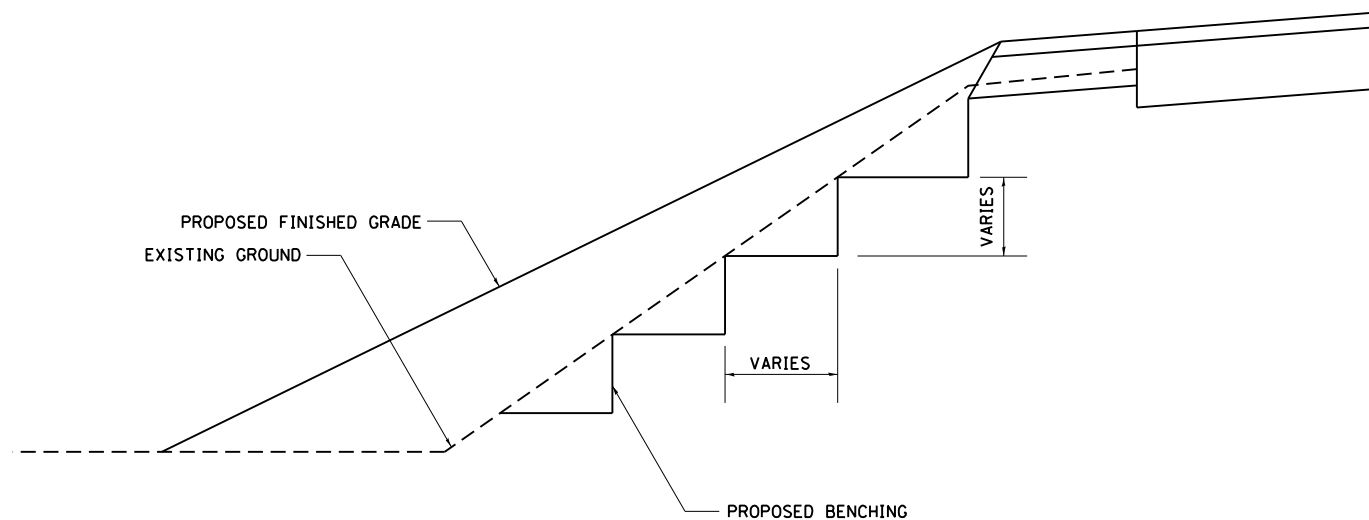 PROPOSED FINISHED GRADE
EXISTING GROUND
VARIES
VARIES
PROPOSED BENCHING